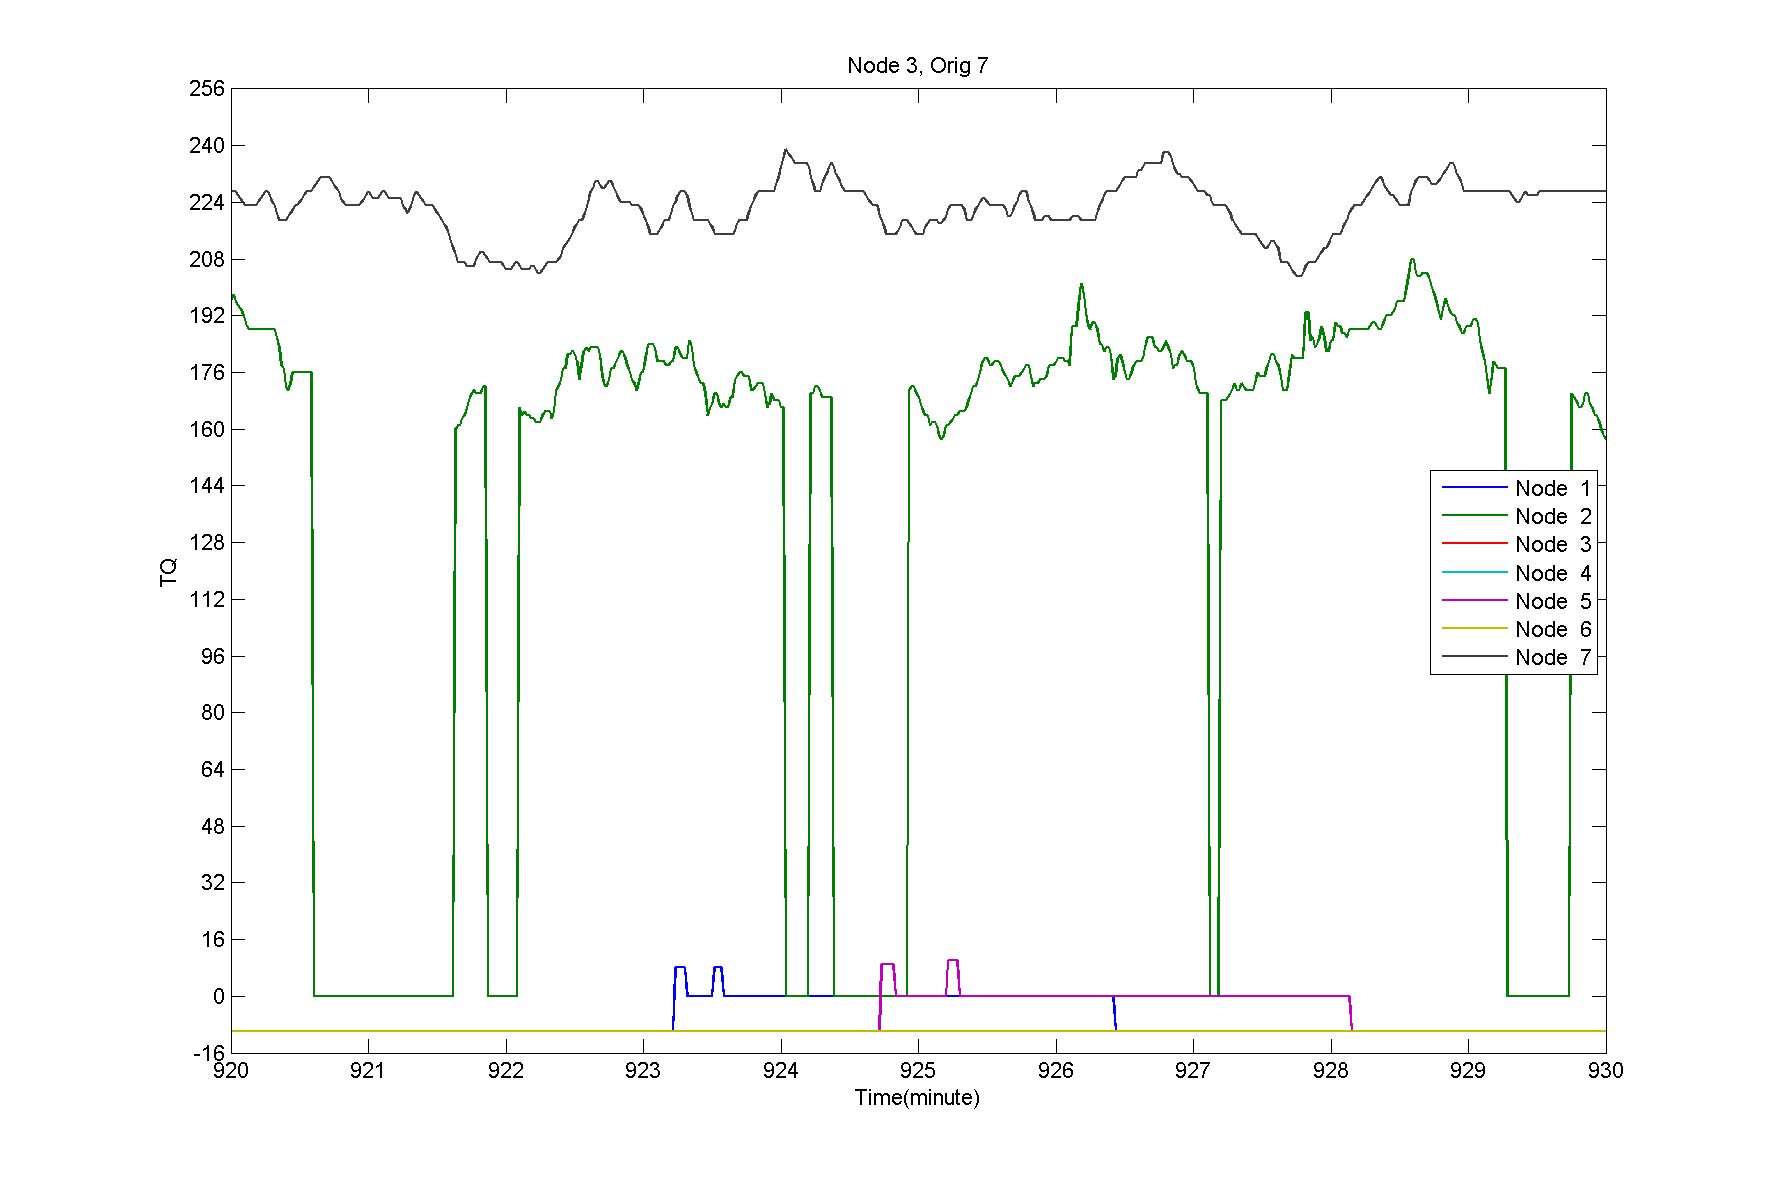 Node 3, Orig 7
256
240
224
208
192
176
160
144
128
112
96
80
64
48
32
16
0
-16
TQ
Node 1
Node 2
Node 3
Node 4
Node 5
Node 6
Node 7
920 921 922 923 924 925 926 927 928 929 930
Time(minute)